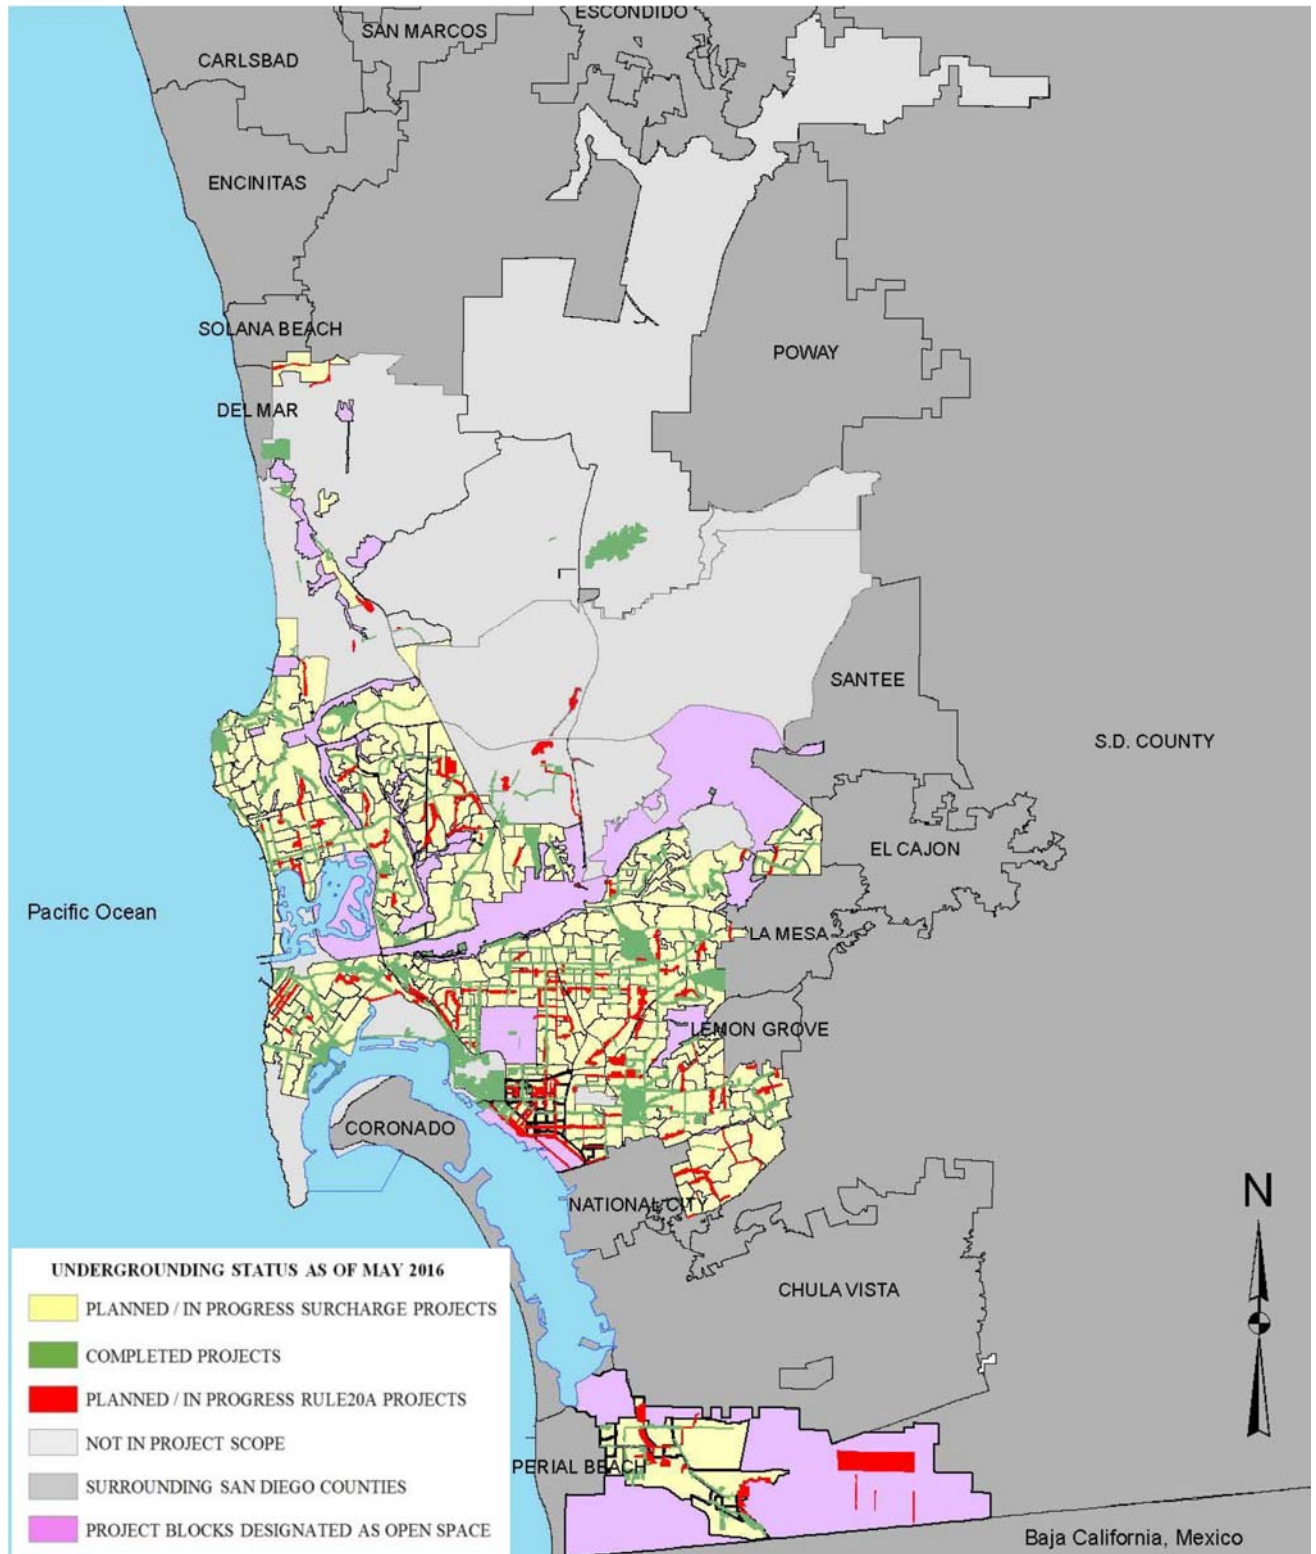 ESCONDIDO
SAN MARCOS
CARLSBAD
ENCINITAS
SOLANA BEACH
POWAY
DEL MAR
SANTEE
S.D. COUNTY
EL CAJON
Pacific Ocean
LA MESA
LEMON GROVE
CORONADO
N
NATIONAL CITY
CHULA VISTA
UNDERGROUNDING STATUS AS OF MAY 2016
PLANNED / IN PROGRESS SURCHARGE PROJECTS
COMPLETED PROJECTS
PLANNED / IN PROGRESS RULE20A PROJECTS
NOT IN PROJECT SCOPE
SURROUNDING SAN DIEGO COUNTIES
PROJECT BLOCKS DESIGNATED AS OPEN SPACE
PERIAL BEACH
Baja California, Mexico